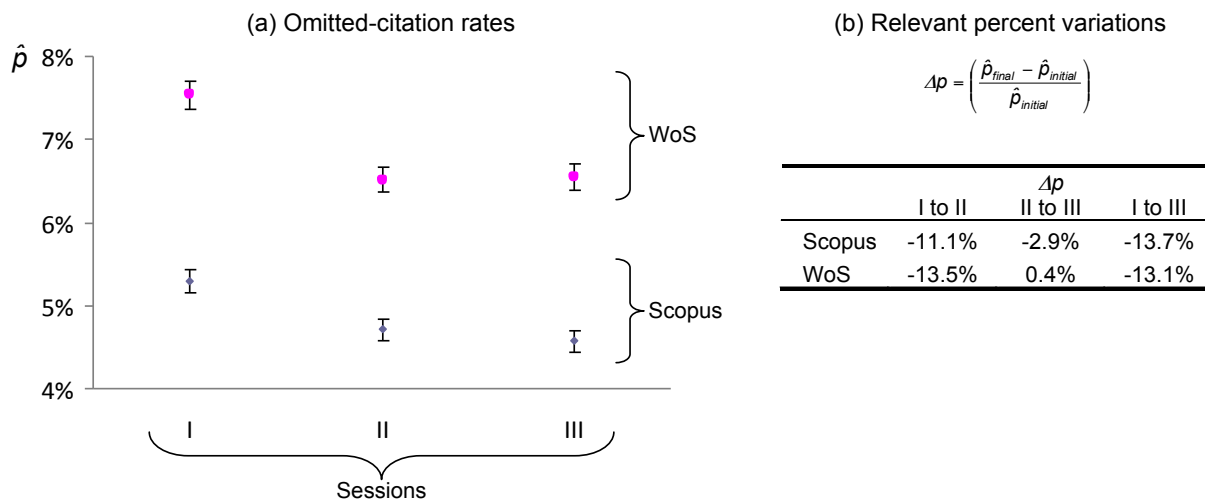 (a) Omitted-citation rates
p̂
8%
7%
6%
5%
4%
WoS
Scopus
I II III
Sessions
(b) Relevant percent variations
Δp = ( (p̂final − p̂initial) / p̂initial )
Δp
I to II II to III I to III
Scopus -11.1% -2.9% -13.7%
WoS -13.5% 0.4% -13.1%